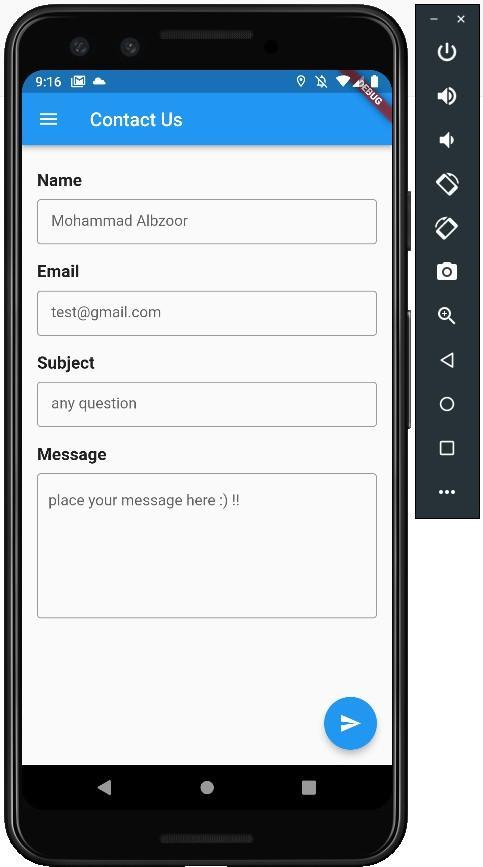 9:16
DEBUG
Contact Us
Name
Mohammad Albzoor
Email
test@gmail.com
Subject
any question
Message
place your message here :) !!